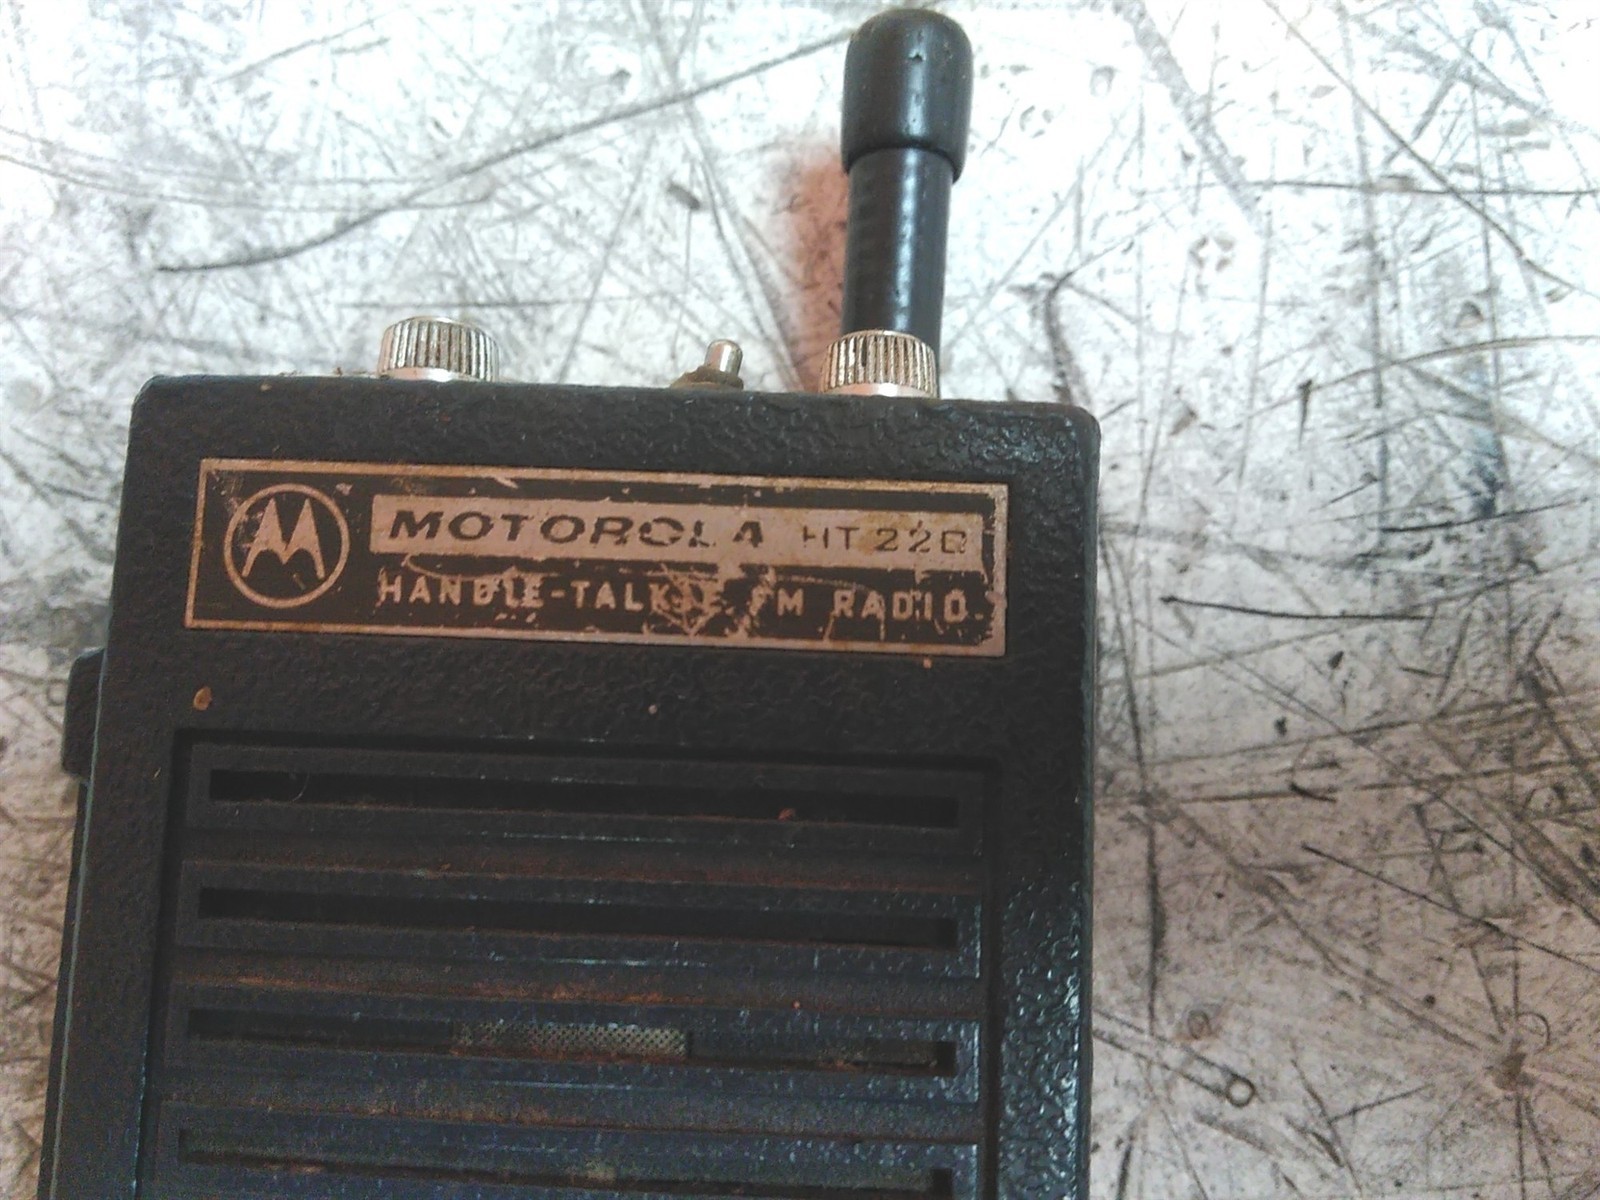 MOTOROLA HT 220
HANDIE-TALKIE FM RADIO